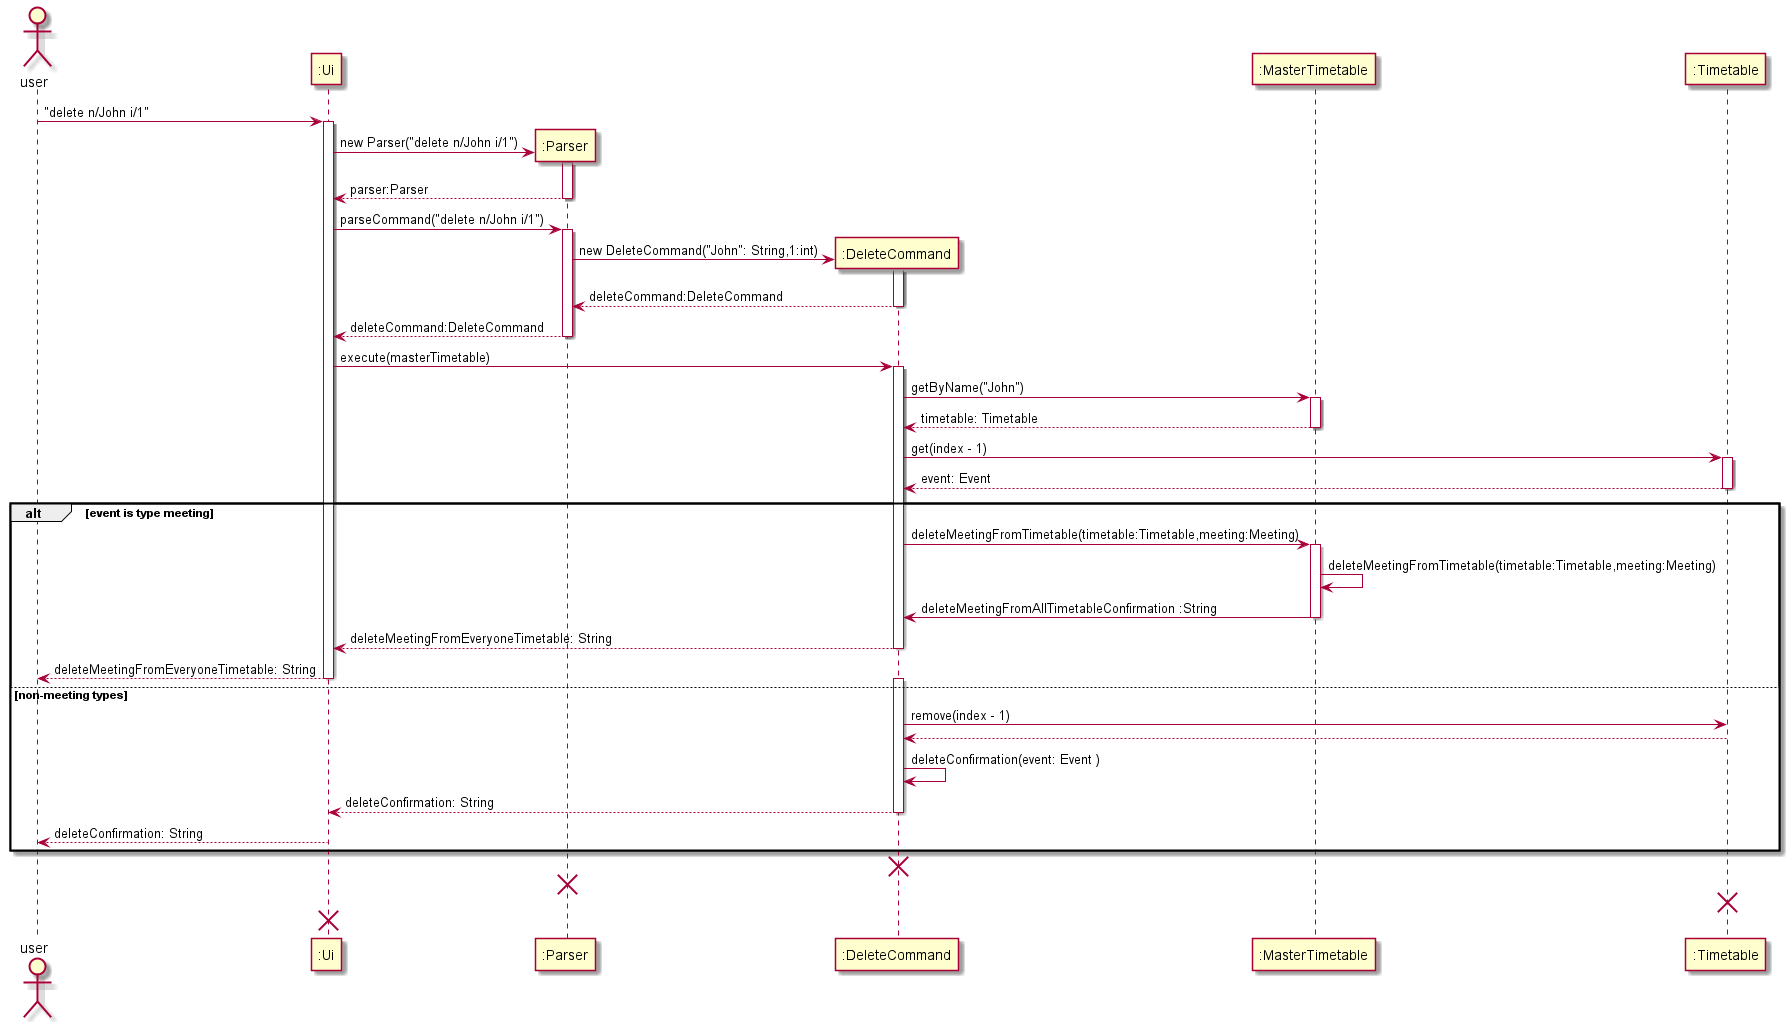 user
:Ui
:MasterTimetable
:Timetable
"delete n/John i/1"
new Parser("delete n/John i/1")
:Parser
parser:Parser
parseCommand("delete n/John i/1")
new DeleteCommand("John": String,1:int)
:DeleteCommand
deleteCommand:DeleteCommand
deleteCommand:DeleteCommand
execute(masterTimetable)
getByName("John")
timetable: Timetable
get(index - 1)
event: Event
alt [event is type meeting]
deleteMeetingFromTimetable(timetable:Timetable,meeting:Meeting)
deleteMeetingFromTimetable(timetable:Timetable,meeting:Meeting)
deleteMeetingFromAllTimetableConfirmation :String
deleteMeetingFromEveryoneTimetable: String
deleteMeetingFromEveryoneTimetable: String
[non-meeting types]
remove(index - 1)
deleteConfirmation(event: Event )
deleteConfirmation: String
deleteConfirmation: String
user
:Ui
:Parser
:DeleteCommand
:MasterTimetable
:Timetable